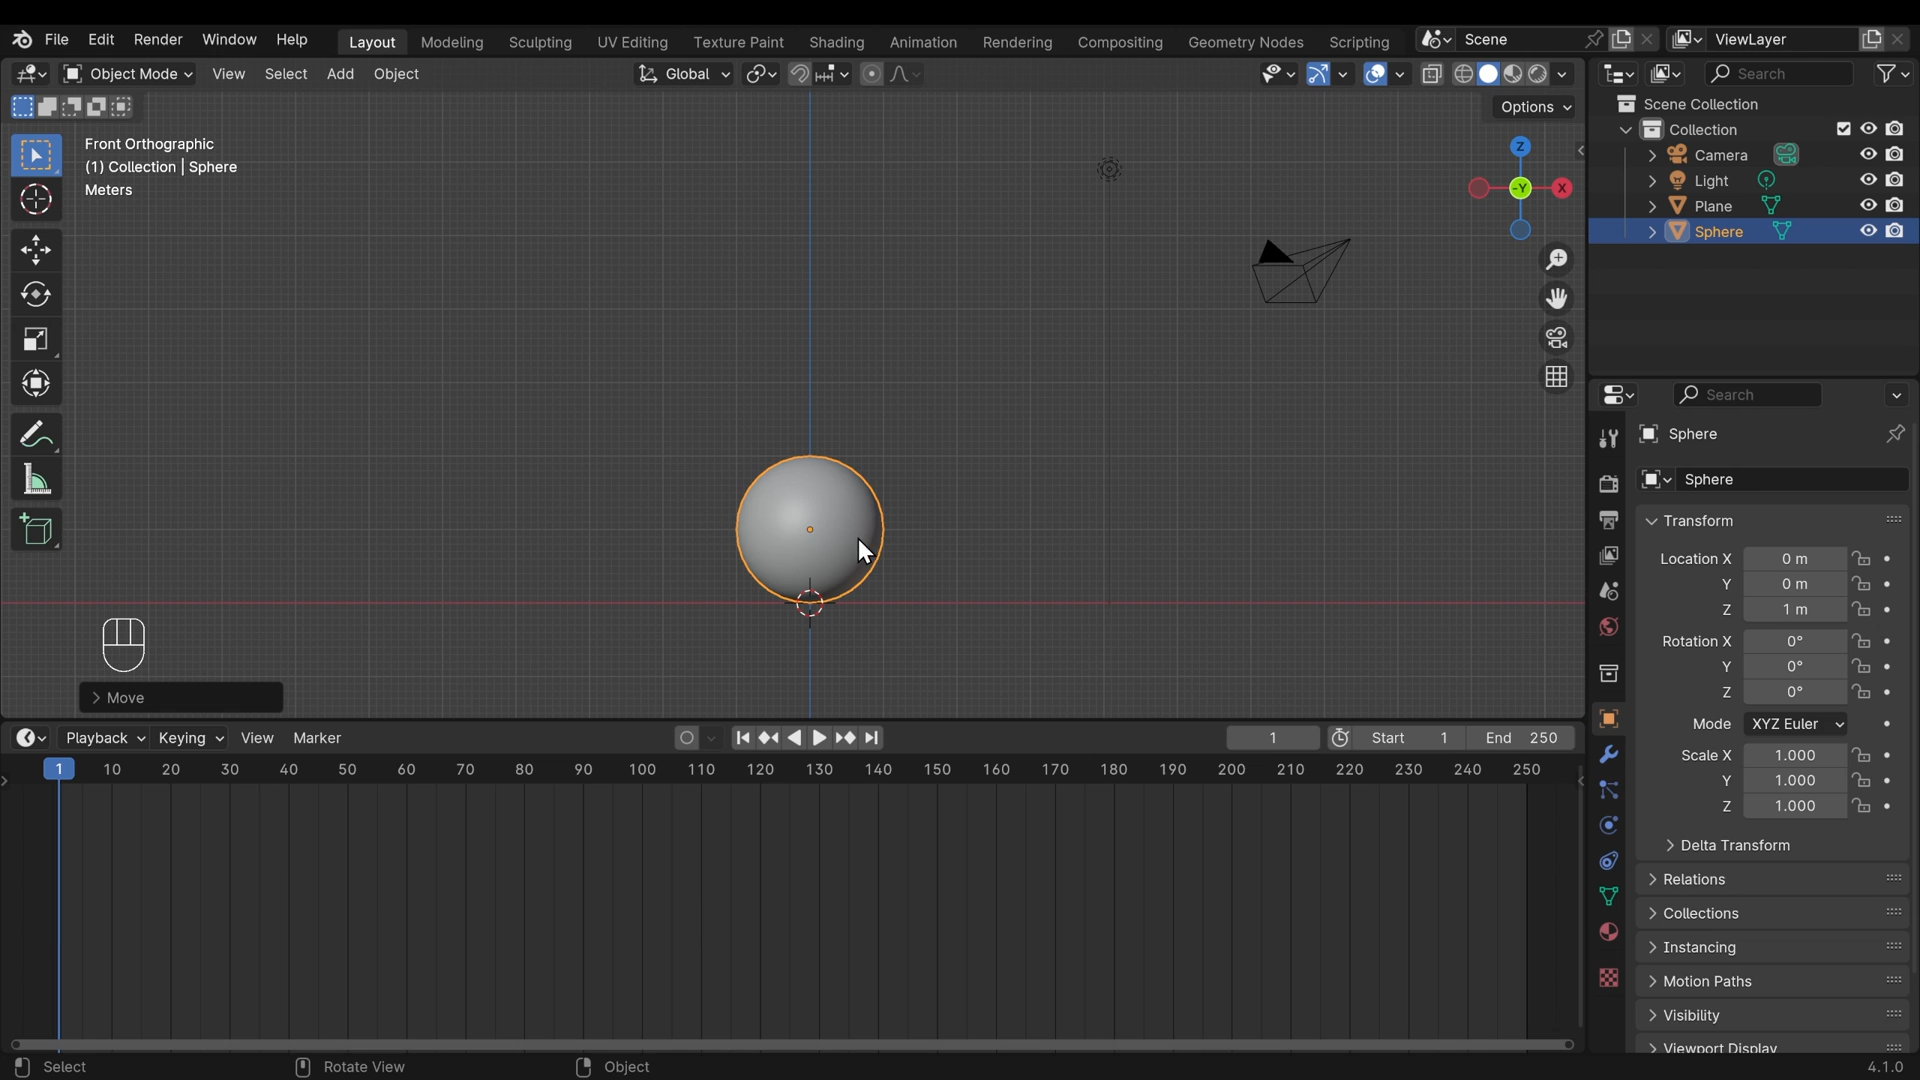 File Edit Render Window Help Layout Modeling Sculpting UV Editing Texture Paint Shading Animation Rendering Compositing Geometry Nodes Scripting Scene ViewLayer
Object Mode View Select Add Object Global Search
Options
Scene Collection
Collection
Camera
Light
Plane
Sphere
Front Orthographic
(1) Collection | Sphere
Meters
Z
-Y X
Move
Search
Sphere
Sphere
Transform
Location X 0 m
Y 0 m
Z 1 m
Rotation X 0°
Y 0°
Z 0°
Mode XYZ Euler
Scale X 1.000
Y 1.000
Z 1.000
Delta Transform
Relations
Collections
Instancing
Motion Paths
Visibility
Viewport Display
Playback Keying View Marker 1 Start 1 End 250
1 10 20 30 40 50 60 70 80 90 100 110 120 130 140 150 160 170 180 190 200 210 220 230 240 250
Select Rotate View Object 4.1.0